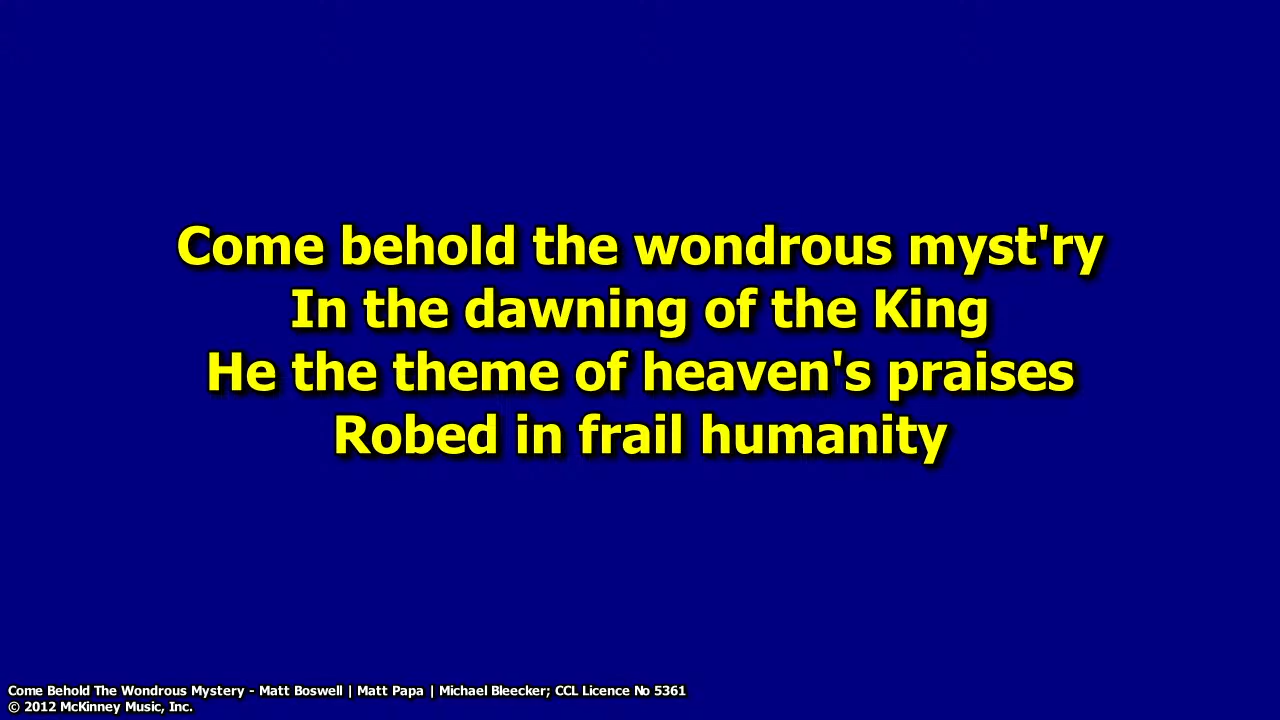 Come behold the wondrous myst'ry
In the dawning of the King
He the theme of heaven's praises
Robed in frail humanity
Come Behold The Wondrous Mystery - Matt Boswell | Matt Papa | Michael Bleecker; CCL Licence No 5361
© 2012 McKinney Music, Inc.